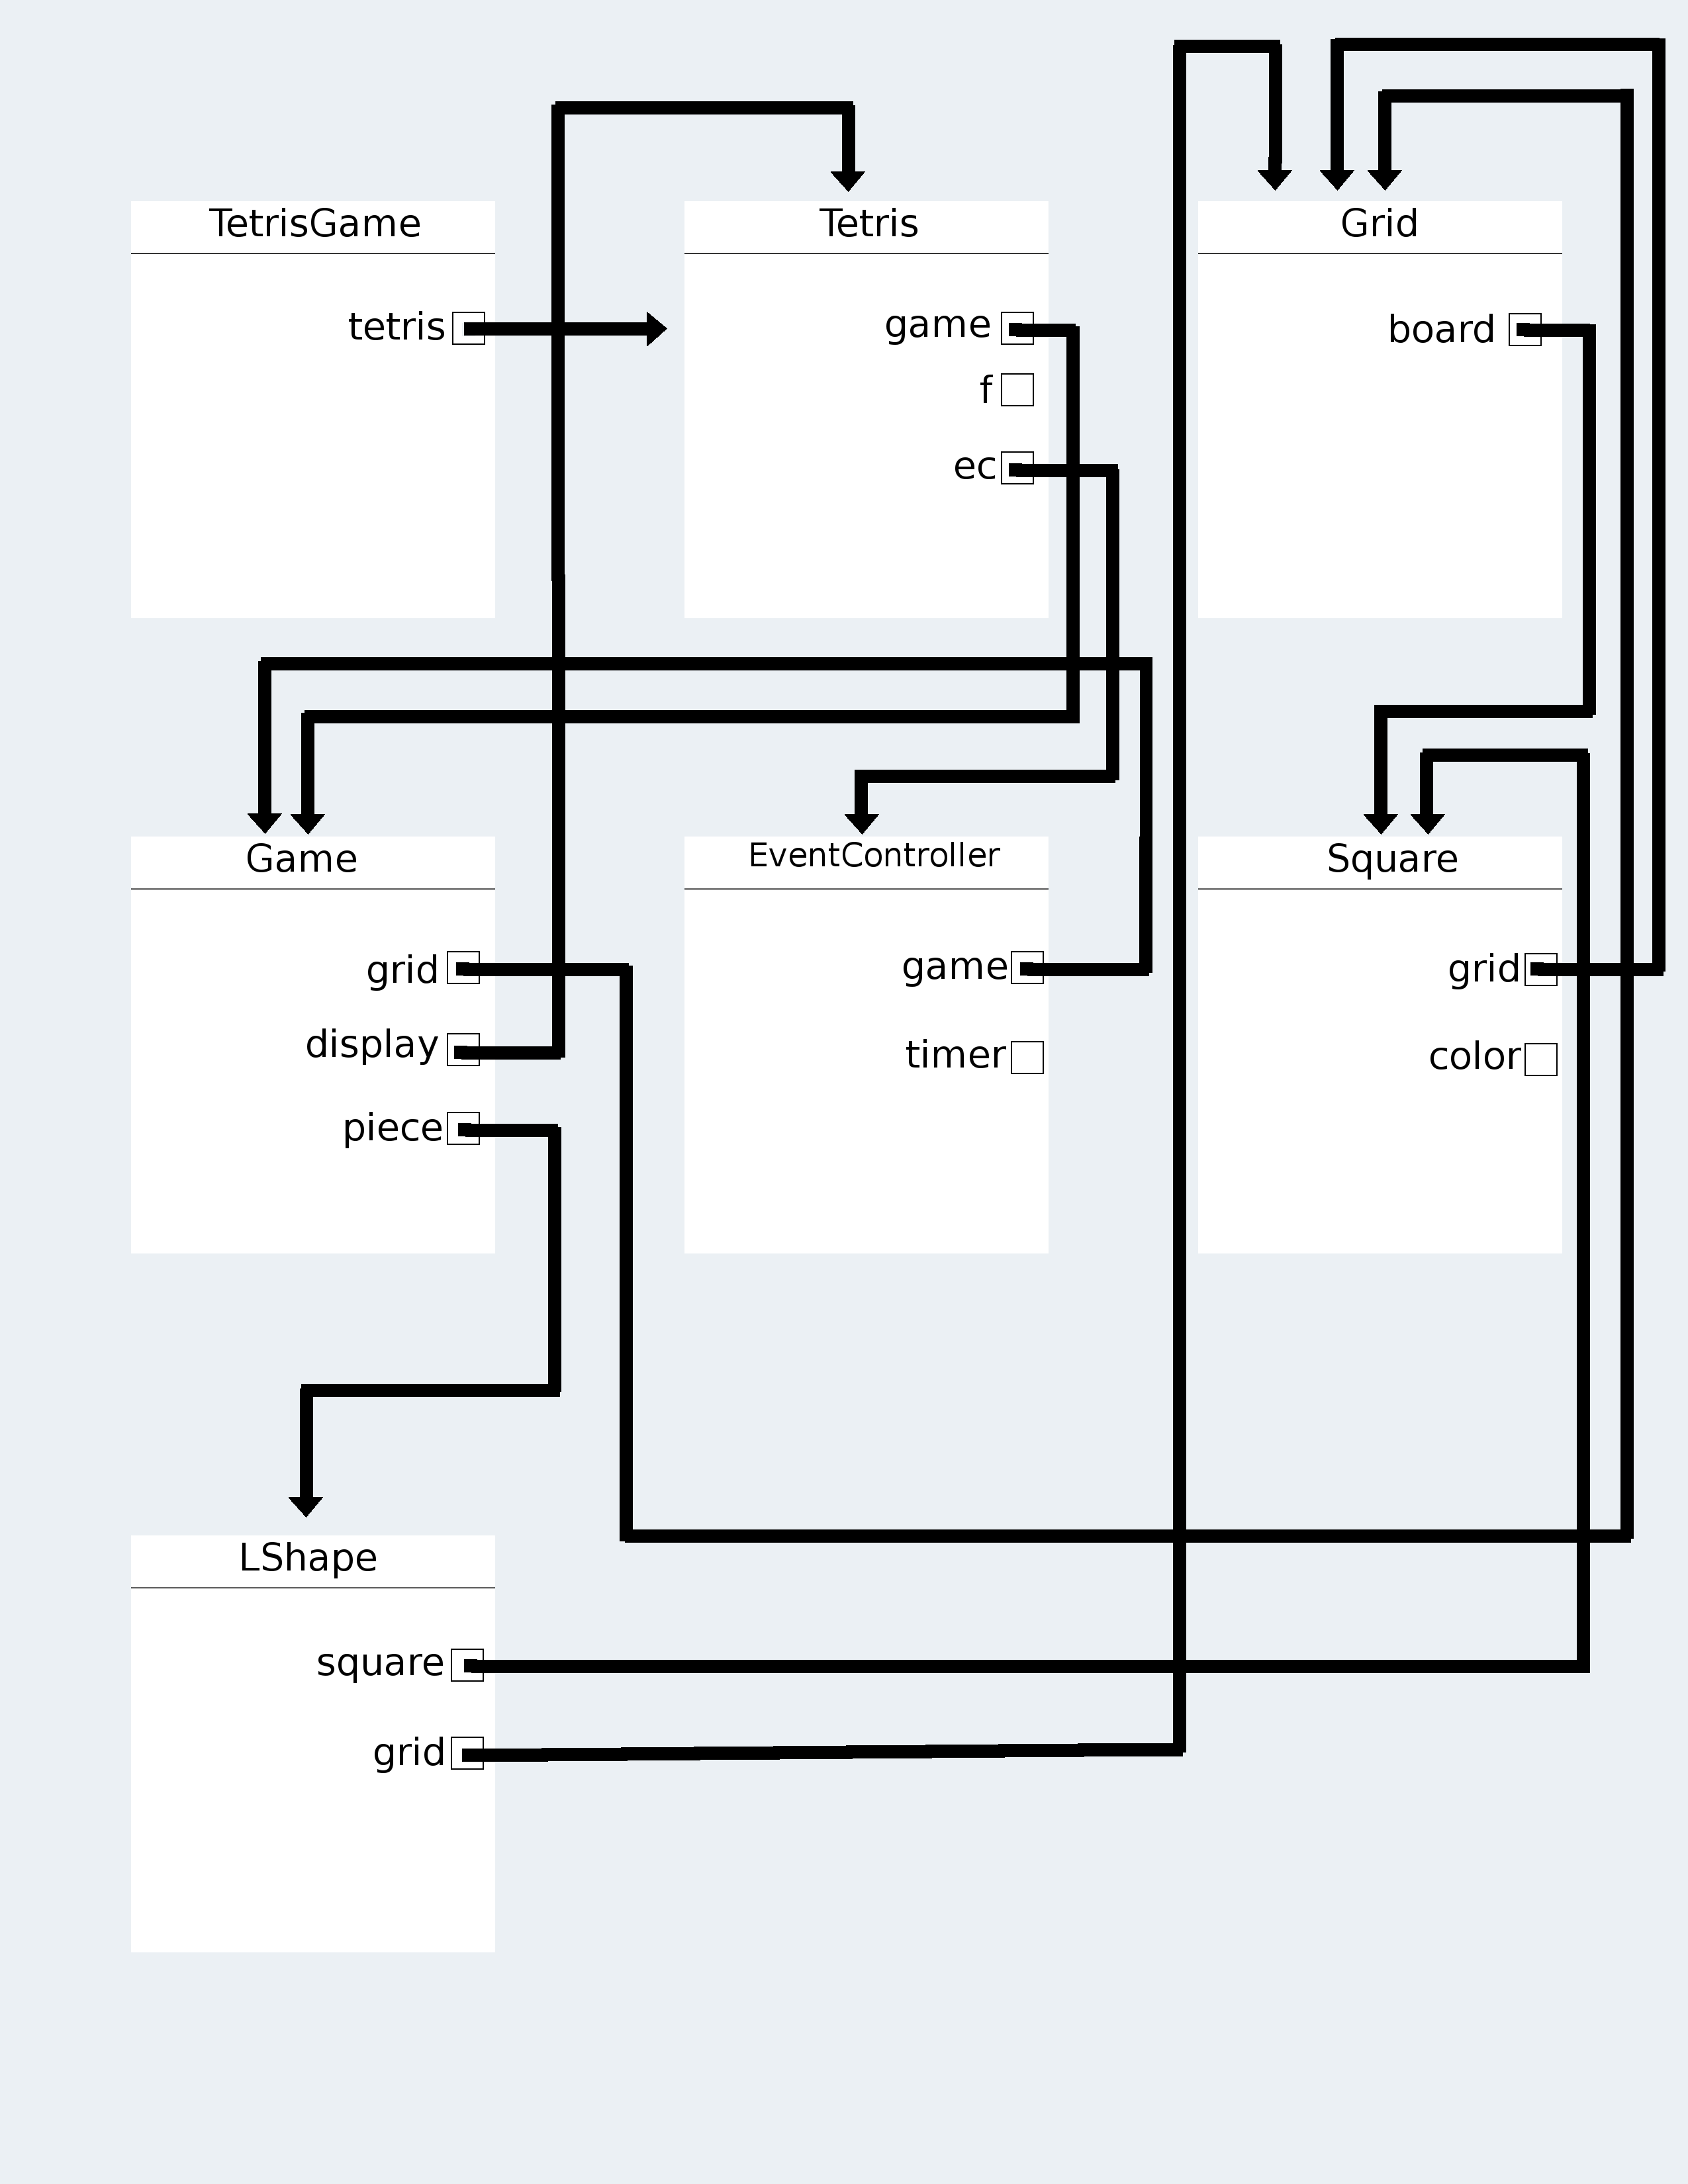 TetrisGame
tetris
Tetris
game
f
ec
Grid
board
Game
grid
display
piece
EventController
game
timer
Square
grid
color
LShape
square
grid